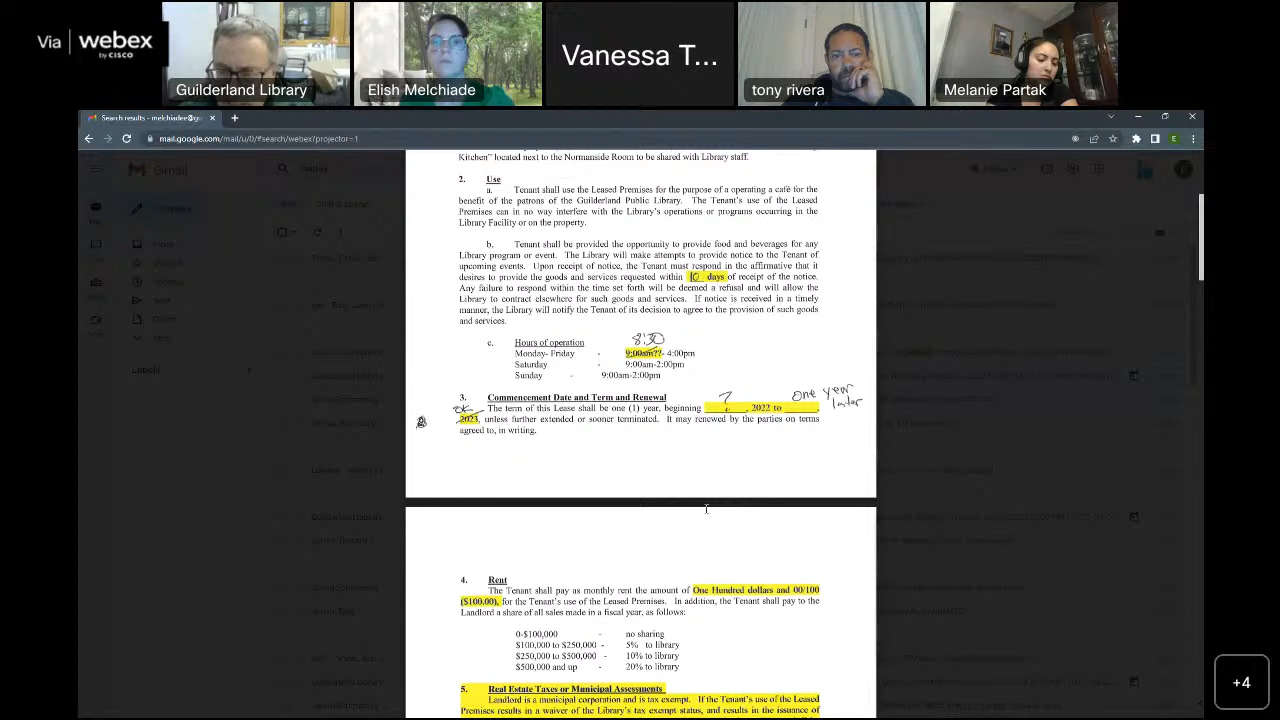 Via webex
by CISCO
Guilderland Library
Elish Melchiade
Vanessa T...
tony rivera
Melanie Partak
Search results - melchiadee@gu
mail.google.com/mail/u/0/#search/webex?projector=1
Kitchen" located next to the Normanside Room to be shared with Library staff.
2. Use
a. Tenant shall use the Leased Premises for the purpose of a operating a café for the
benefit of the patrons of the Guilderland Public Library. The Tenant's use of the Leased
Premises can in no way interfere with the Library's operations or programs occurring in the
Library Facility or on the property.
b. Tenant shall be provided the opportunity to provide food and beverages for any
Library program or event. The Library will make attempts to provide notice to the Tenant of
upcoming events. Upon receipt of notice, the Tenant must respond in the affirmative that it
desires to provide the goods and services requested within 10 days of receipt of the notice.
Any failure to respond within the time set forth will be deemed a refusal and will allow the
Library to contract elsewhere for such goods and services. If notice is received in a timely
manner, the Library will notify the Tenant of its decision to agree to the provision of such goods
and services.
8:30
c. Hours of operation
Monday- Friday - 9:00am??- 4:00pm
Saturday - 9:00am-2:00pm
Sunday - 9:00am-2:00pm
3. Commencement Date and Term and Renewal
? one year later
The term of this Lease shall be one (1) year, beginning ______, 2022 to ______,
2023, unless further extended or sooner terminated. It may renewed by the parties on terms
agreed to, in writing.
4. Rent
The Tenant shall pay as monthly rent the amount of One Hundred dollars and 00/100
($100.00), for the Tenant's use of the Leased Premises. In addition, the Tenant shall pay to the
Landlord a share of all sales made in a fiscal year, as follows:
0-$100,000 - no sharing
$100,000 to $250,000 - 5% to library
$250,000 to $500,000 - 10% to library
$500,000 and up - 20% to library
5. Real Estate Taxes or Municipal Assessments
Landlord is a municipal corporation and is tax exempt. If the Tenant's use of the Leased
Premises results in a waiver of the Library's tax exempt status, and results in the issuance of
+4